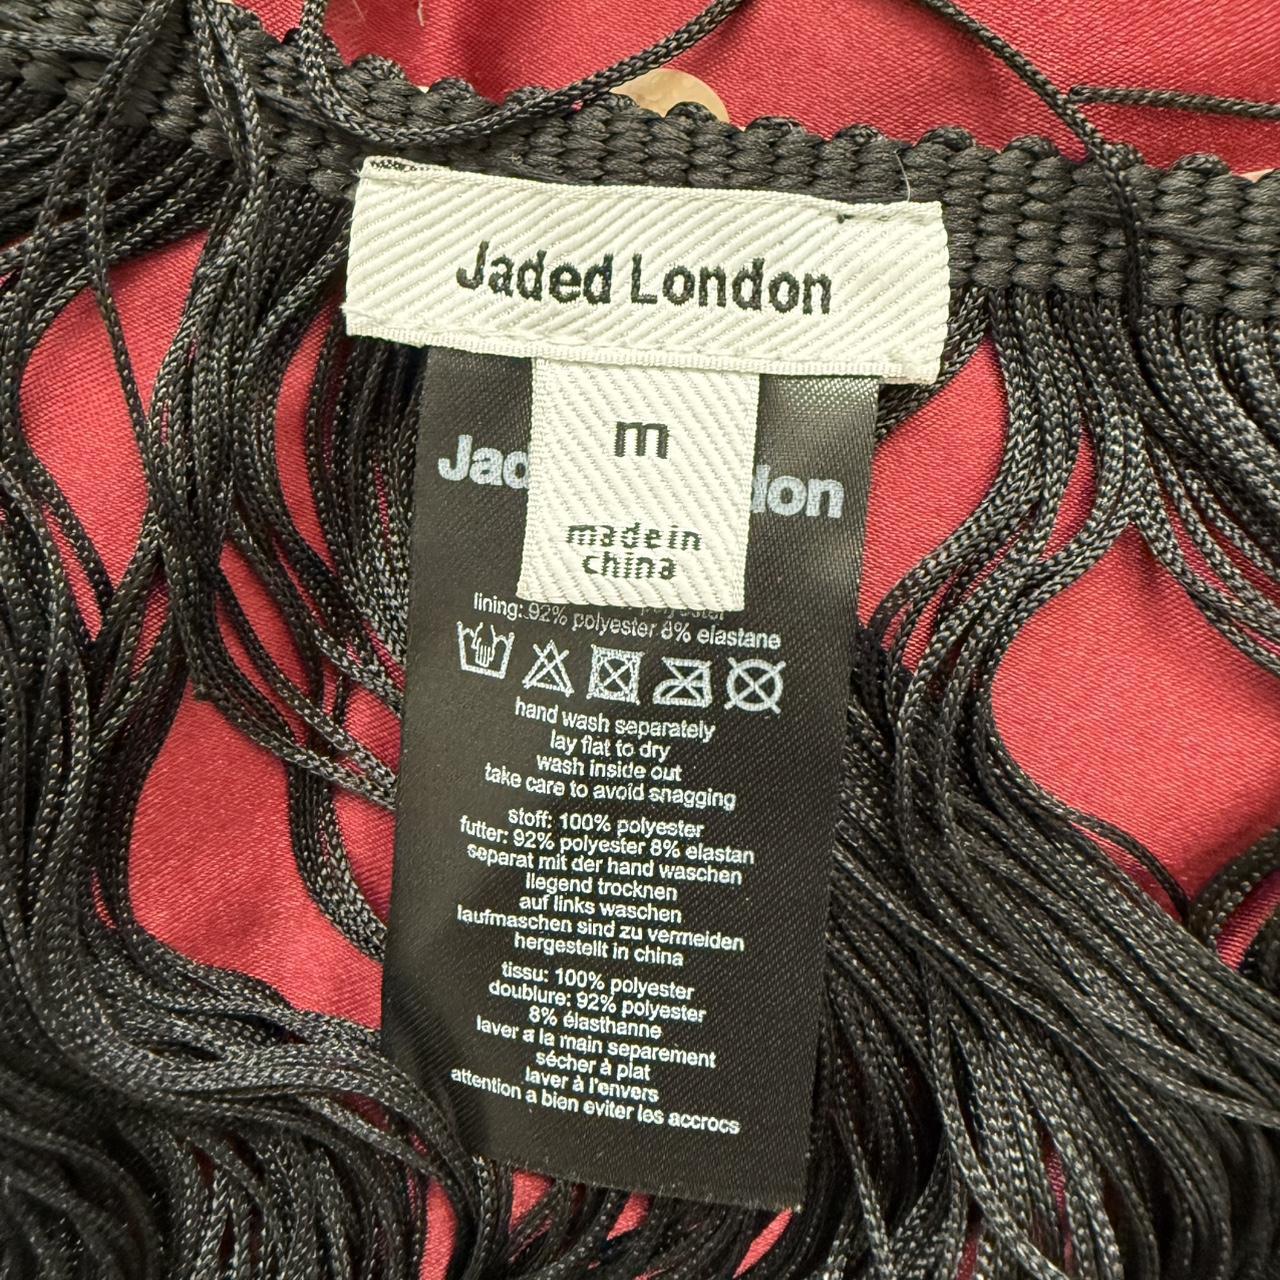 Jaded London
m
made in
china
Jad
don
lining: 92% polyester 8% elastane
hand wash separately
lay flat to dry
wash inside out
take care to avoid snagging
stoff: 100% polyester
futter: 92% polyester 8% elastan
separat mit der hand waschen
liegend trocknen
auf links waschen
laufmaschen sind zu vermeiden
hergestellt in china
tissu: 100% polyester
doublure: 92% polyester
8% élasthanne
laver a la main separement
sécher à plat
laver à l'envers
attention a bien eviter les accrocs